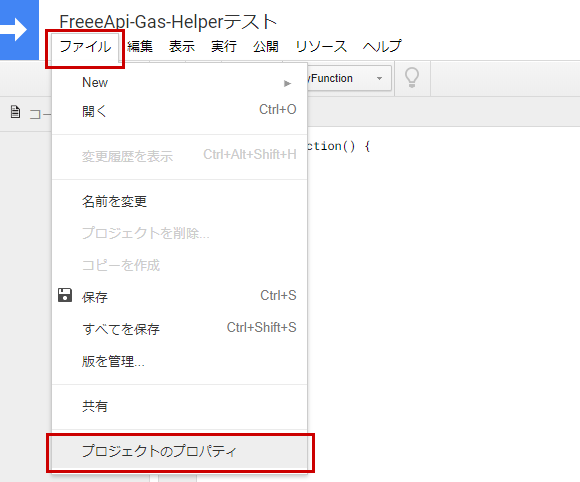 FreeeApi-Gas-Helperテスト
ファイル 編集 表示 実行 公開 リソース ヘルプ
New
yFunction
開く Ctrl+O
コー
変更履歴を表示 Ctrl+Alt+Shift+H
ction() {
名前を変更
プロジェクトを削除...
コピーを作成
保存 Ctrl+S
すべてを保存 Ctrl+Shift+S
版を管理...
共有
プロジェクトのプロパティ